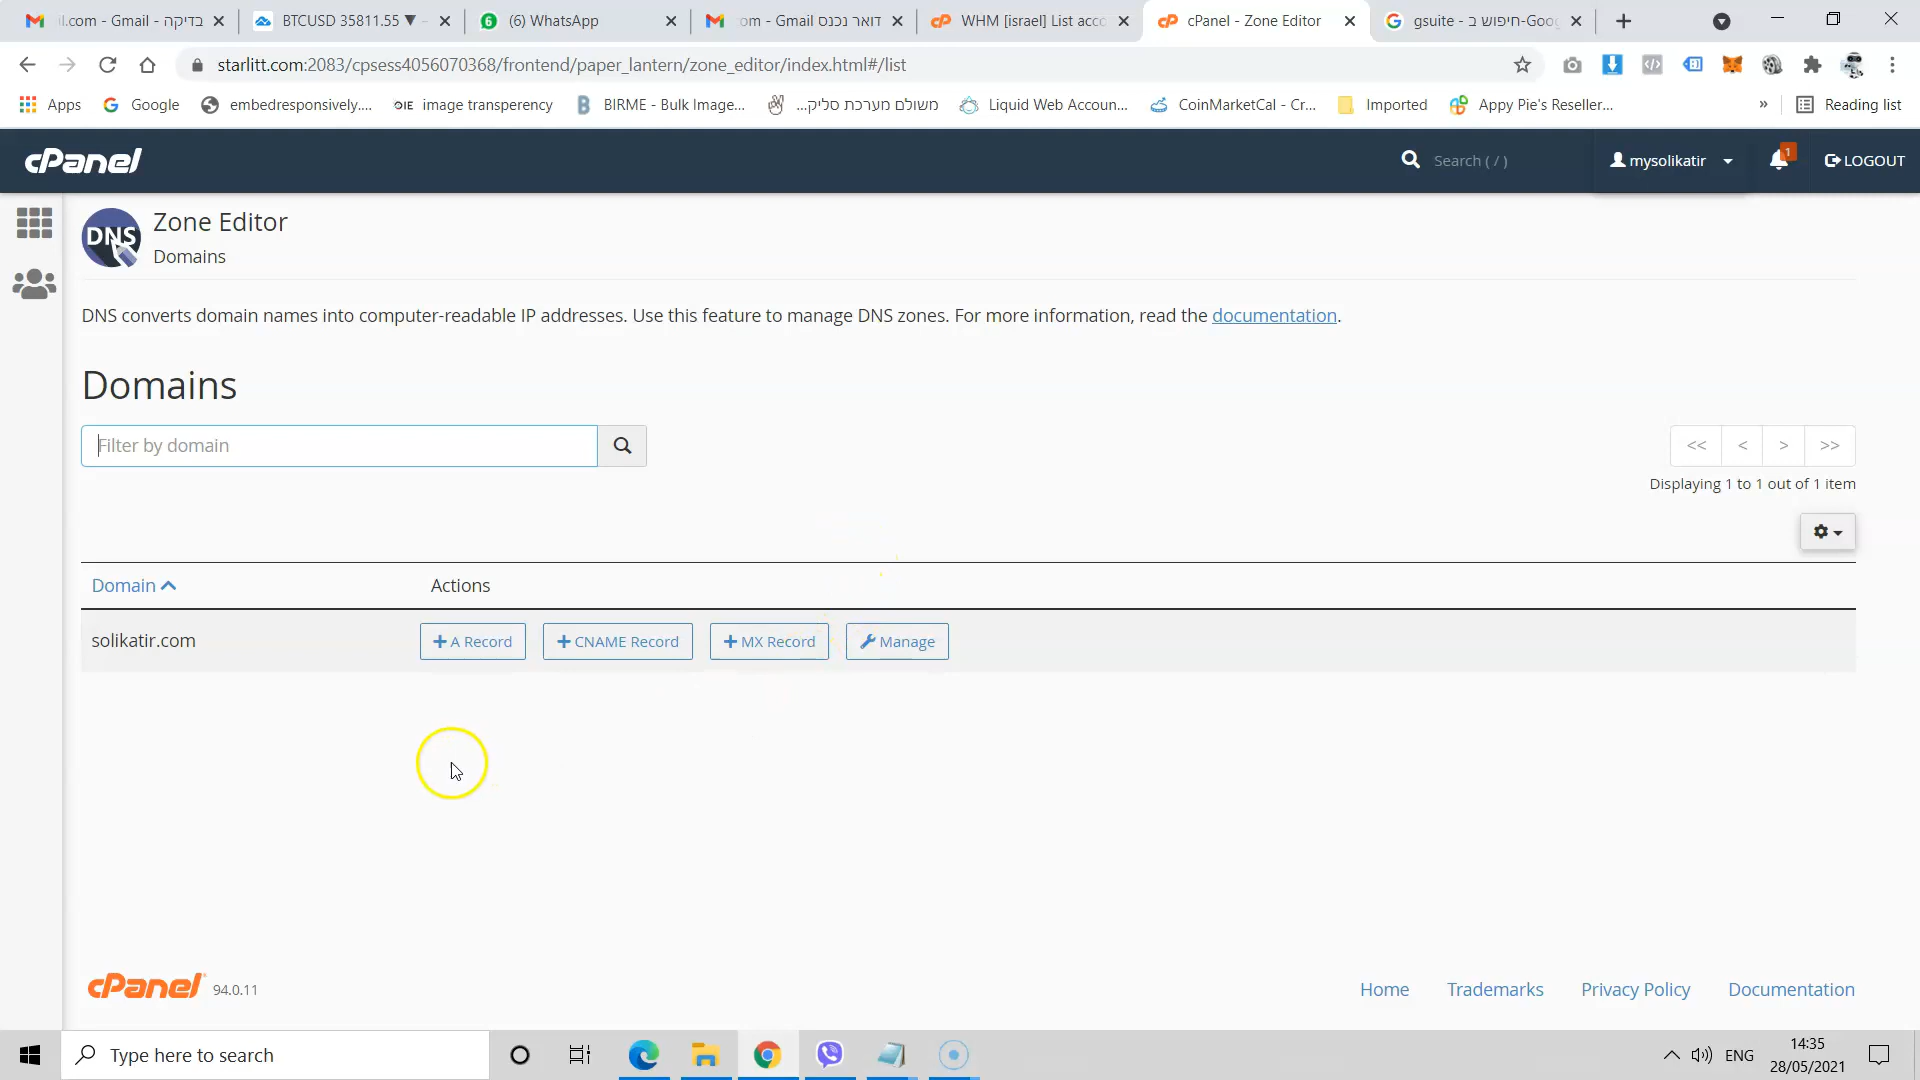 בדיקה - il.com - Gmail
BTCUSD 35811.55 ▼ -
(6) WhatsApp
דואר נכנס - om - Gmail
WHM [israel] List acco
cPanel - Zone Editor
gsuite - חיפוש ב-Goog
starlitt.com:2083/cpsess4056070368/frontend/paper_lantern/zone_editor/index.html#/list
Apps
Google
embedresponsively....
OIE image transperency
BIRME - Bulk Image...
משולם מערכת סליק...
Liquid Web Accoun...
CoinMarketCal - Cr...
Imported
Appy Pie's Reseller...
»
Reading list
cPanel
Search ( / )
mysolikatir
1
LOGOUT
DNS
Zone Editor
Domains
DNS converts domain names into computer-readable IP addresses. Use this feature to manage DNS zones. For more information, read the documentation.
Domains
Filter by domain
<< < > >>
Displaying 1 to 1 out of 1 item
Domain Actions
solikatir.com + A Record + CNAME Record + MX Record Manage
cPanel 94.0.11
Home Trademarks Privacy Policy Documentation
Type here to search
ENG
14:35
28/05/2021